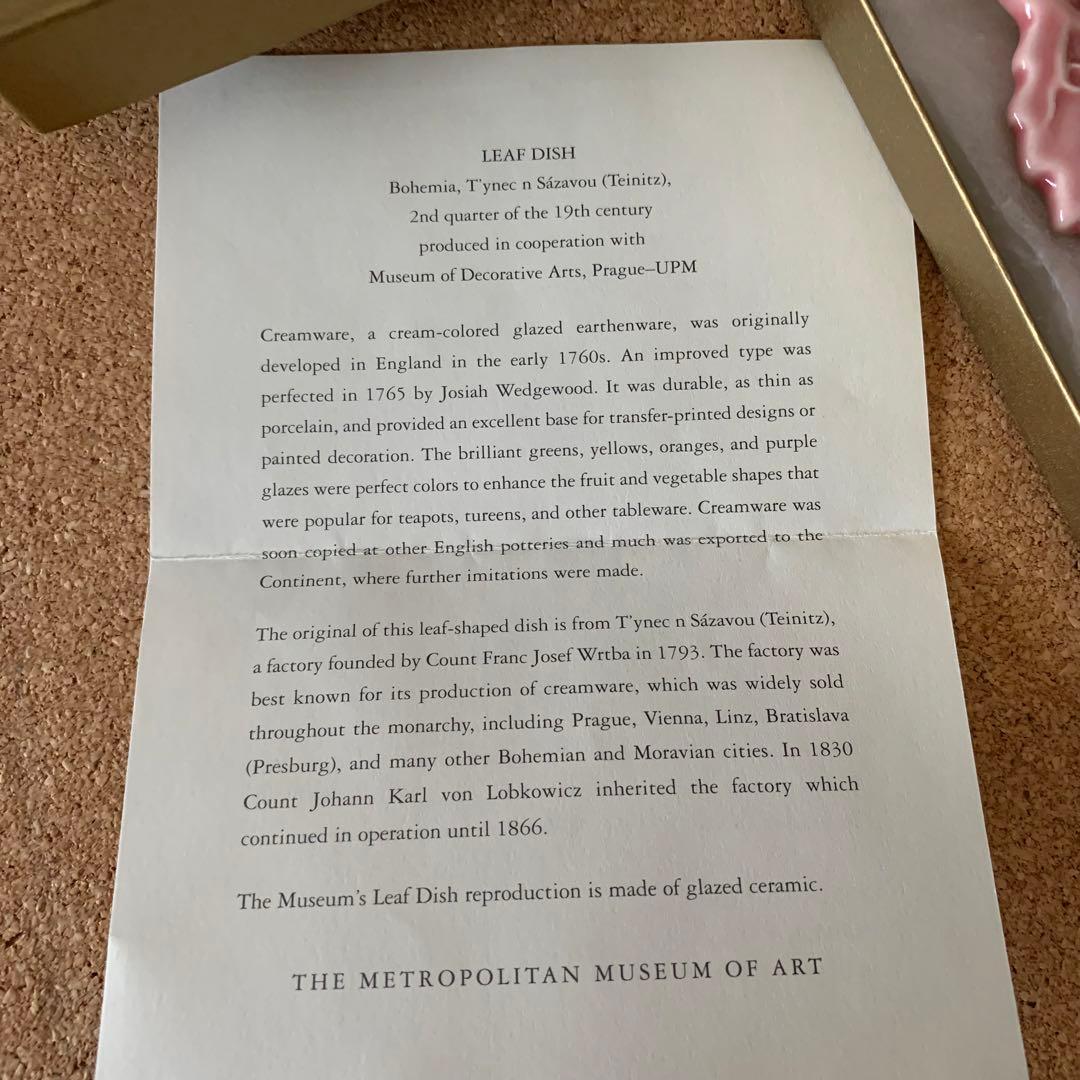 LEAF DISH
Bohemia, T'ynec n Sázavou (Teinitz),
2nd quarter of the 19th century
produced in cooperation with
Museum of Decorative Arts, Prague–UPM
Creamware, a cream-colored glazed earthenware, was originally
developed in England in the early 1760s. An improved type was
perfected in 1765 by Josiah Wedgewood. It was durable, as thin as
porcelain, and provided an excellent base for transfer-printed designs or
painted decoration. The brilliant greens, yellows, oranges, and purple
glazes were perfect colors to enhance the fruit and vegetable shapes that
were popular for teapots, tureens, and other tableware. Creamware was
soon copied at other English potteries and much was exported to the
Continent, where further imitations were made.
The original of this leaf-shaped dish is from T'ynec n Sázavou (Teinitz),
a factory founded by Count Franc Josef Wrtba in 1793. The factory was
best known for its production of creamware, which was widely sold
throughout the monarchy, including Prague, Vienna, Linz, Bratislava
(Presburg), and many other Bohemian and Moravian cities. In 1830
Count Johann Karl von Lobkowicz inherited the factory which
continued in operation until 1866.
The Museum's Leaf Dish reproduction is made of glazed ceramic.
THE METROPOLITAN MUSEUM OF ART